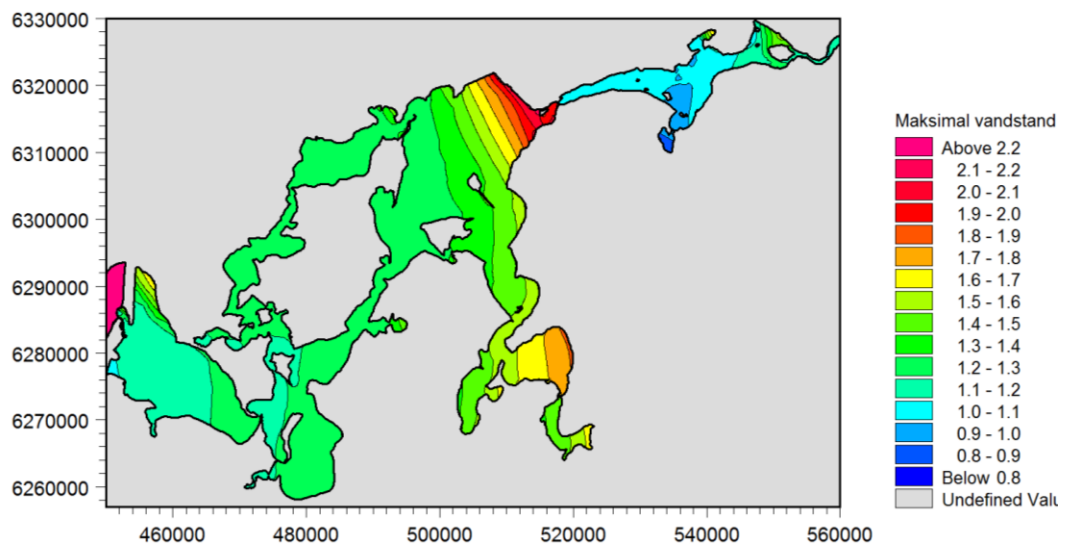 6330000
6320000
6310000
6300000
6290000
6280000
6270000
6260000
460000 480000 500000 520000 540000 560000
Maksimal vandstand
Above 2.2
2.1 - 2.2
2.0 - 2.1
1.9 - 2.0
1.8 - 1.9
1.7 - 1.8
1.6 - 1.7
1.5 - 1.6
1.4 - 1.5
1.3 - 1.4
1.2 - 1.3
1.1 - 1.2
1.0 - 1.1
0.9 - 1.0
0.8 - 0.9
Below 0.8
Undefined Valu